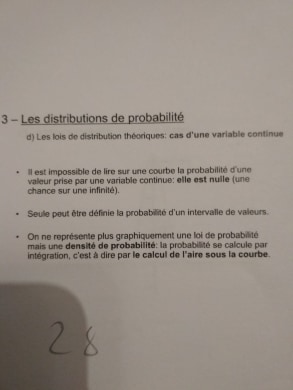 3 – Les distributions de probabilité
d) Les lois de distribution théoriques: cas d'une variable continue
• Il est impossible de lire sur une courbe la probabilité d'une
valeur prise par une variable continue: elle est nulle (une
chance sur une infinité).
• Seule peut être définie la probabilité d'un intervalle de valeurs.
• On ne représente plus graphiquement une loi de probabilité
mais une densité de probabilité: la probabilité se calcule par
intégration, c'est à dire par le calcul de l'aire sous la courbe.
28